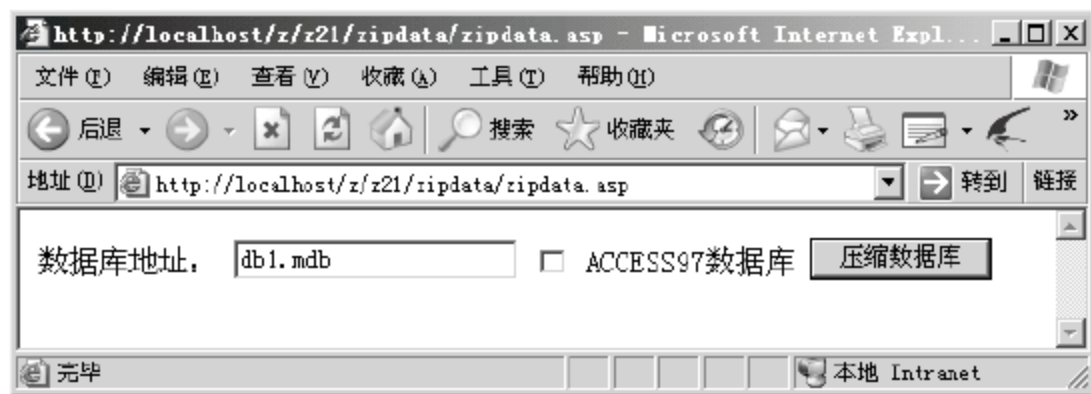 http://localhost/z/z21/zipdata/zipdata.asp - Microsoft Internet Expl...
文件(F) 编辑(E) 查看(V) 收藏(A) 工具(T) 帮助(H)
后退 搜索 收藏夹 »
地址(D) http://localhost/z/z21/zipdata/zipdata.asp 转到 链接
数据库地址： db1.mdb ACCESS97数据库 压缩数据库
完毕 本地 Intranet